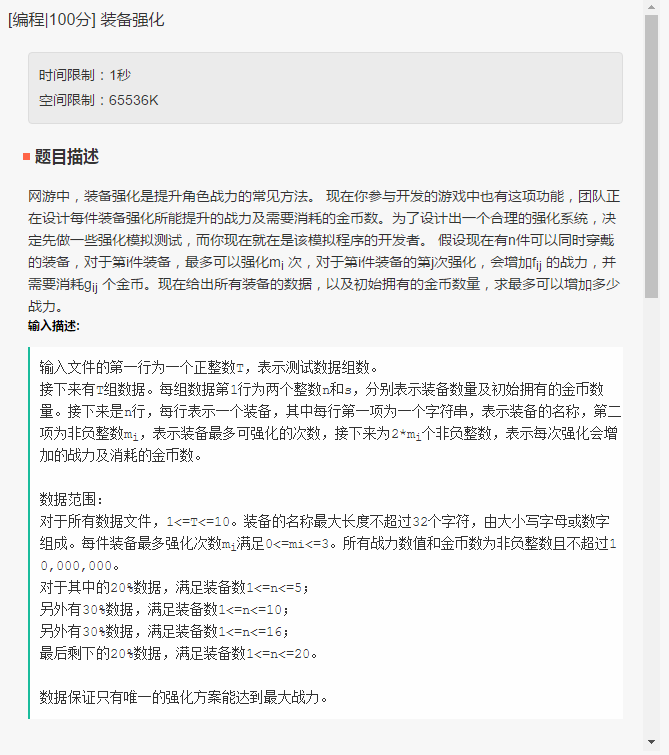 [编程|100分] 装备强化
时间限制：1秒
空间限制：65536K
题目描述
网游中，装备强化是提升角色战力的常见方法。 现在你参与开发的游戏中也有这项功能，团队正
在设计每件装备强化所能提升的战力及需要消耗的金币数。为了设计出一个合理的强化系统，决
定先做一些强化模拟测试，而你现在就在是该模拟程序的开发者。 假设现在有n件可以同时穿戴
的装备，对于第i件装备，最多可以强化mi 次，对于第i件装备的第j次强化，会增加fij 的战力，并
需要消耗gij 个金币。现在给出所有装备的数据，以及初始拥有的金币数量，求最多可以增加多少
战力。
输入描述:
输入文件的第一行为一个正整数T，表示测试数据组数。
接下来有T组数据。每组数据第1行为两个整数n和s，分别表示装备数量及初始拥有的金币数
量。接下来是n行，每行表示一个装备，其中每行第一项为一个字符串，表示装备的名称，第二
项为非负整数mi，表示装备最多可强化的次数，接下来为2*mi个非负整数，表示每次强化会增
加的战力及消耗的金币数。
数据范围：
对于所有数据文件，1<=T<=10。装备的名称最大长度不超过32个字符，由大小写字母或数字
组成。每件装备最多强化次数mi满足0<=mi<=3。所有战力数值和金币数为非负整数且不超过1
0,000,000。
对于其中的20%数据，满足装备数1<=n<=5；
另外有30%数据，满足装备数1<=n<=10；
另外有30%数据，满足装备数1<=n<=16；
最后剩下的20%数据，满足装备数1<=n<=20。
数据保证只有唯一的强化方案能达到最大战力。